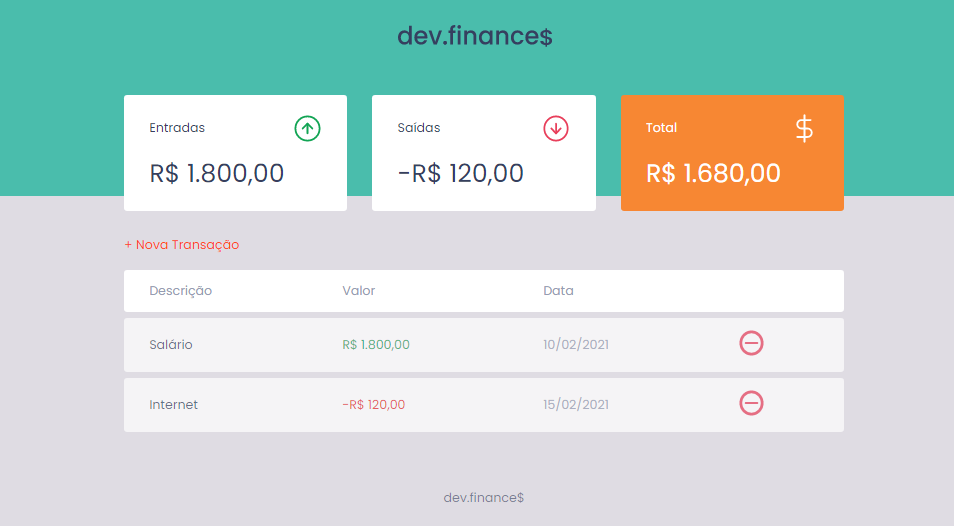 dev.finance$
Entradas
R$ 1.800,00
Saídas
-R$ 120,00
Total
$
R$ 1.680,00
+ Nova Transação
Descrição Valor Data
Salário R$ 1.800,00 10/02/2021
Internet -R$ 120,00 15/02/2021
dev.finance$